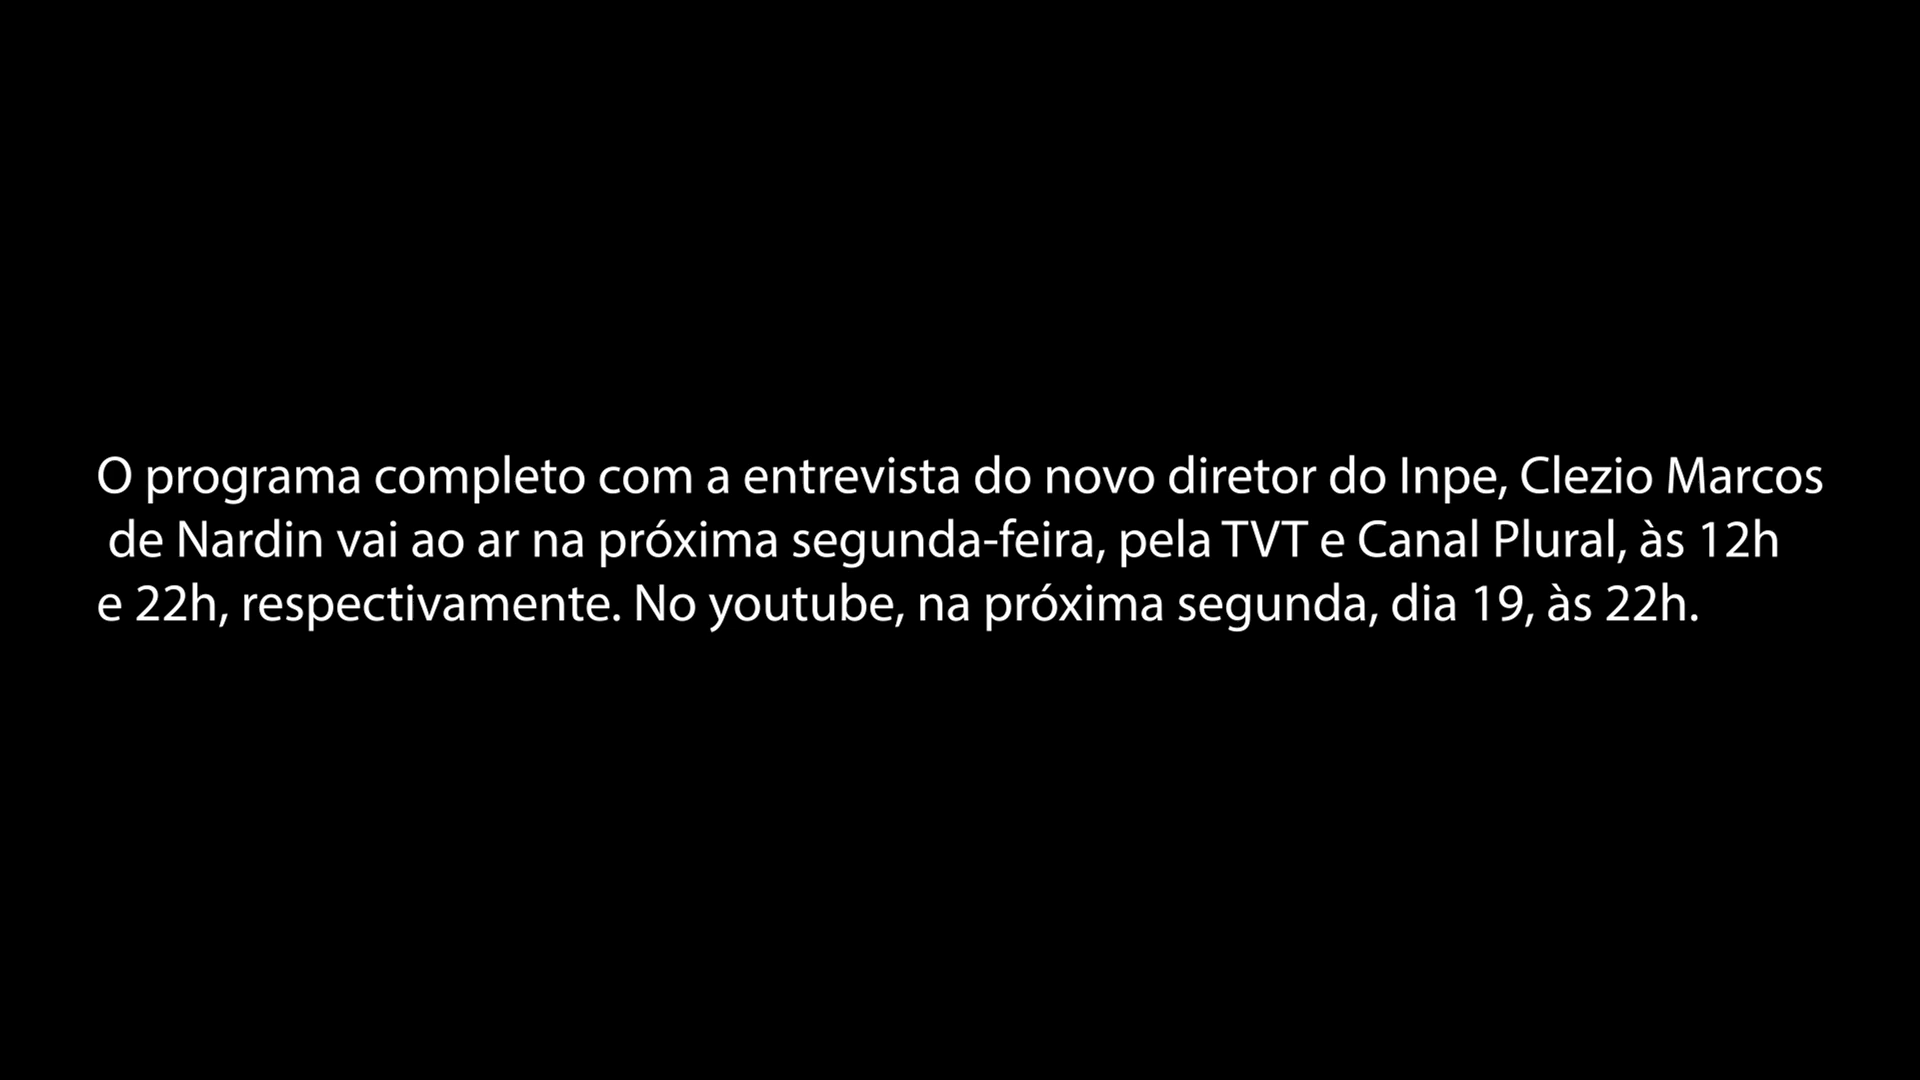 O programa completo com a entrevista do novo diretor do Inpe, Clezio Marcos
de Nardin vai ao ar na próxima segunda-feira, pela TVT e Canal Plural, às 12h
e 22h, respectivamente. No youtube, na próxima segunda, dia 19, às 22h.